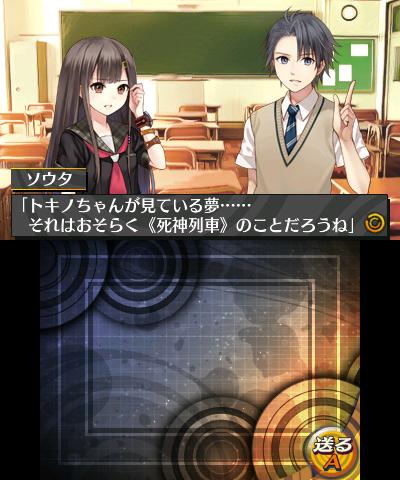 ソウタ
「トキノちゃんが見ている夢……
それはおそらく《死神列車》のことだろうね」
送る
A